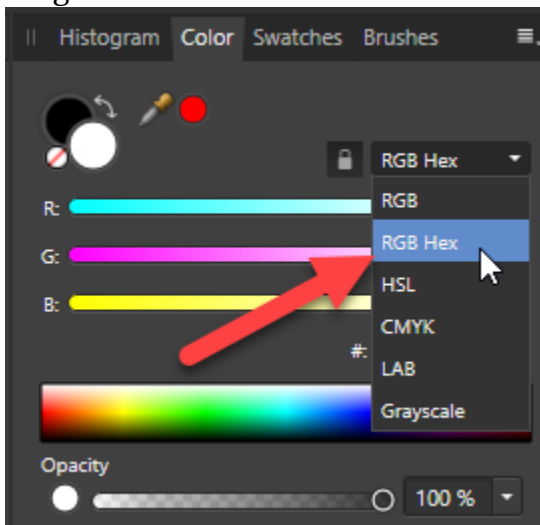 Histogram Color Swatches Brushes
RGB Hex
R:
RGB
G:
RGB Hex
HSL
B:
CMYK
#:
LAB
Grayscale
Opacity
100 %